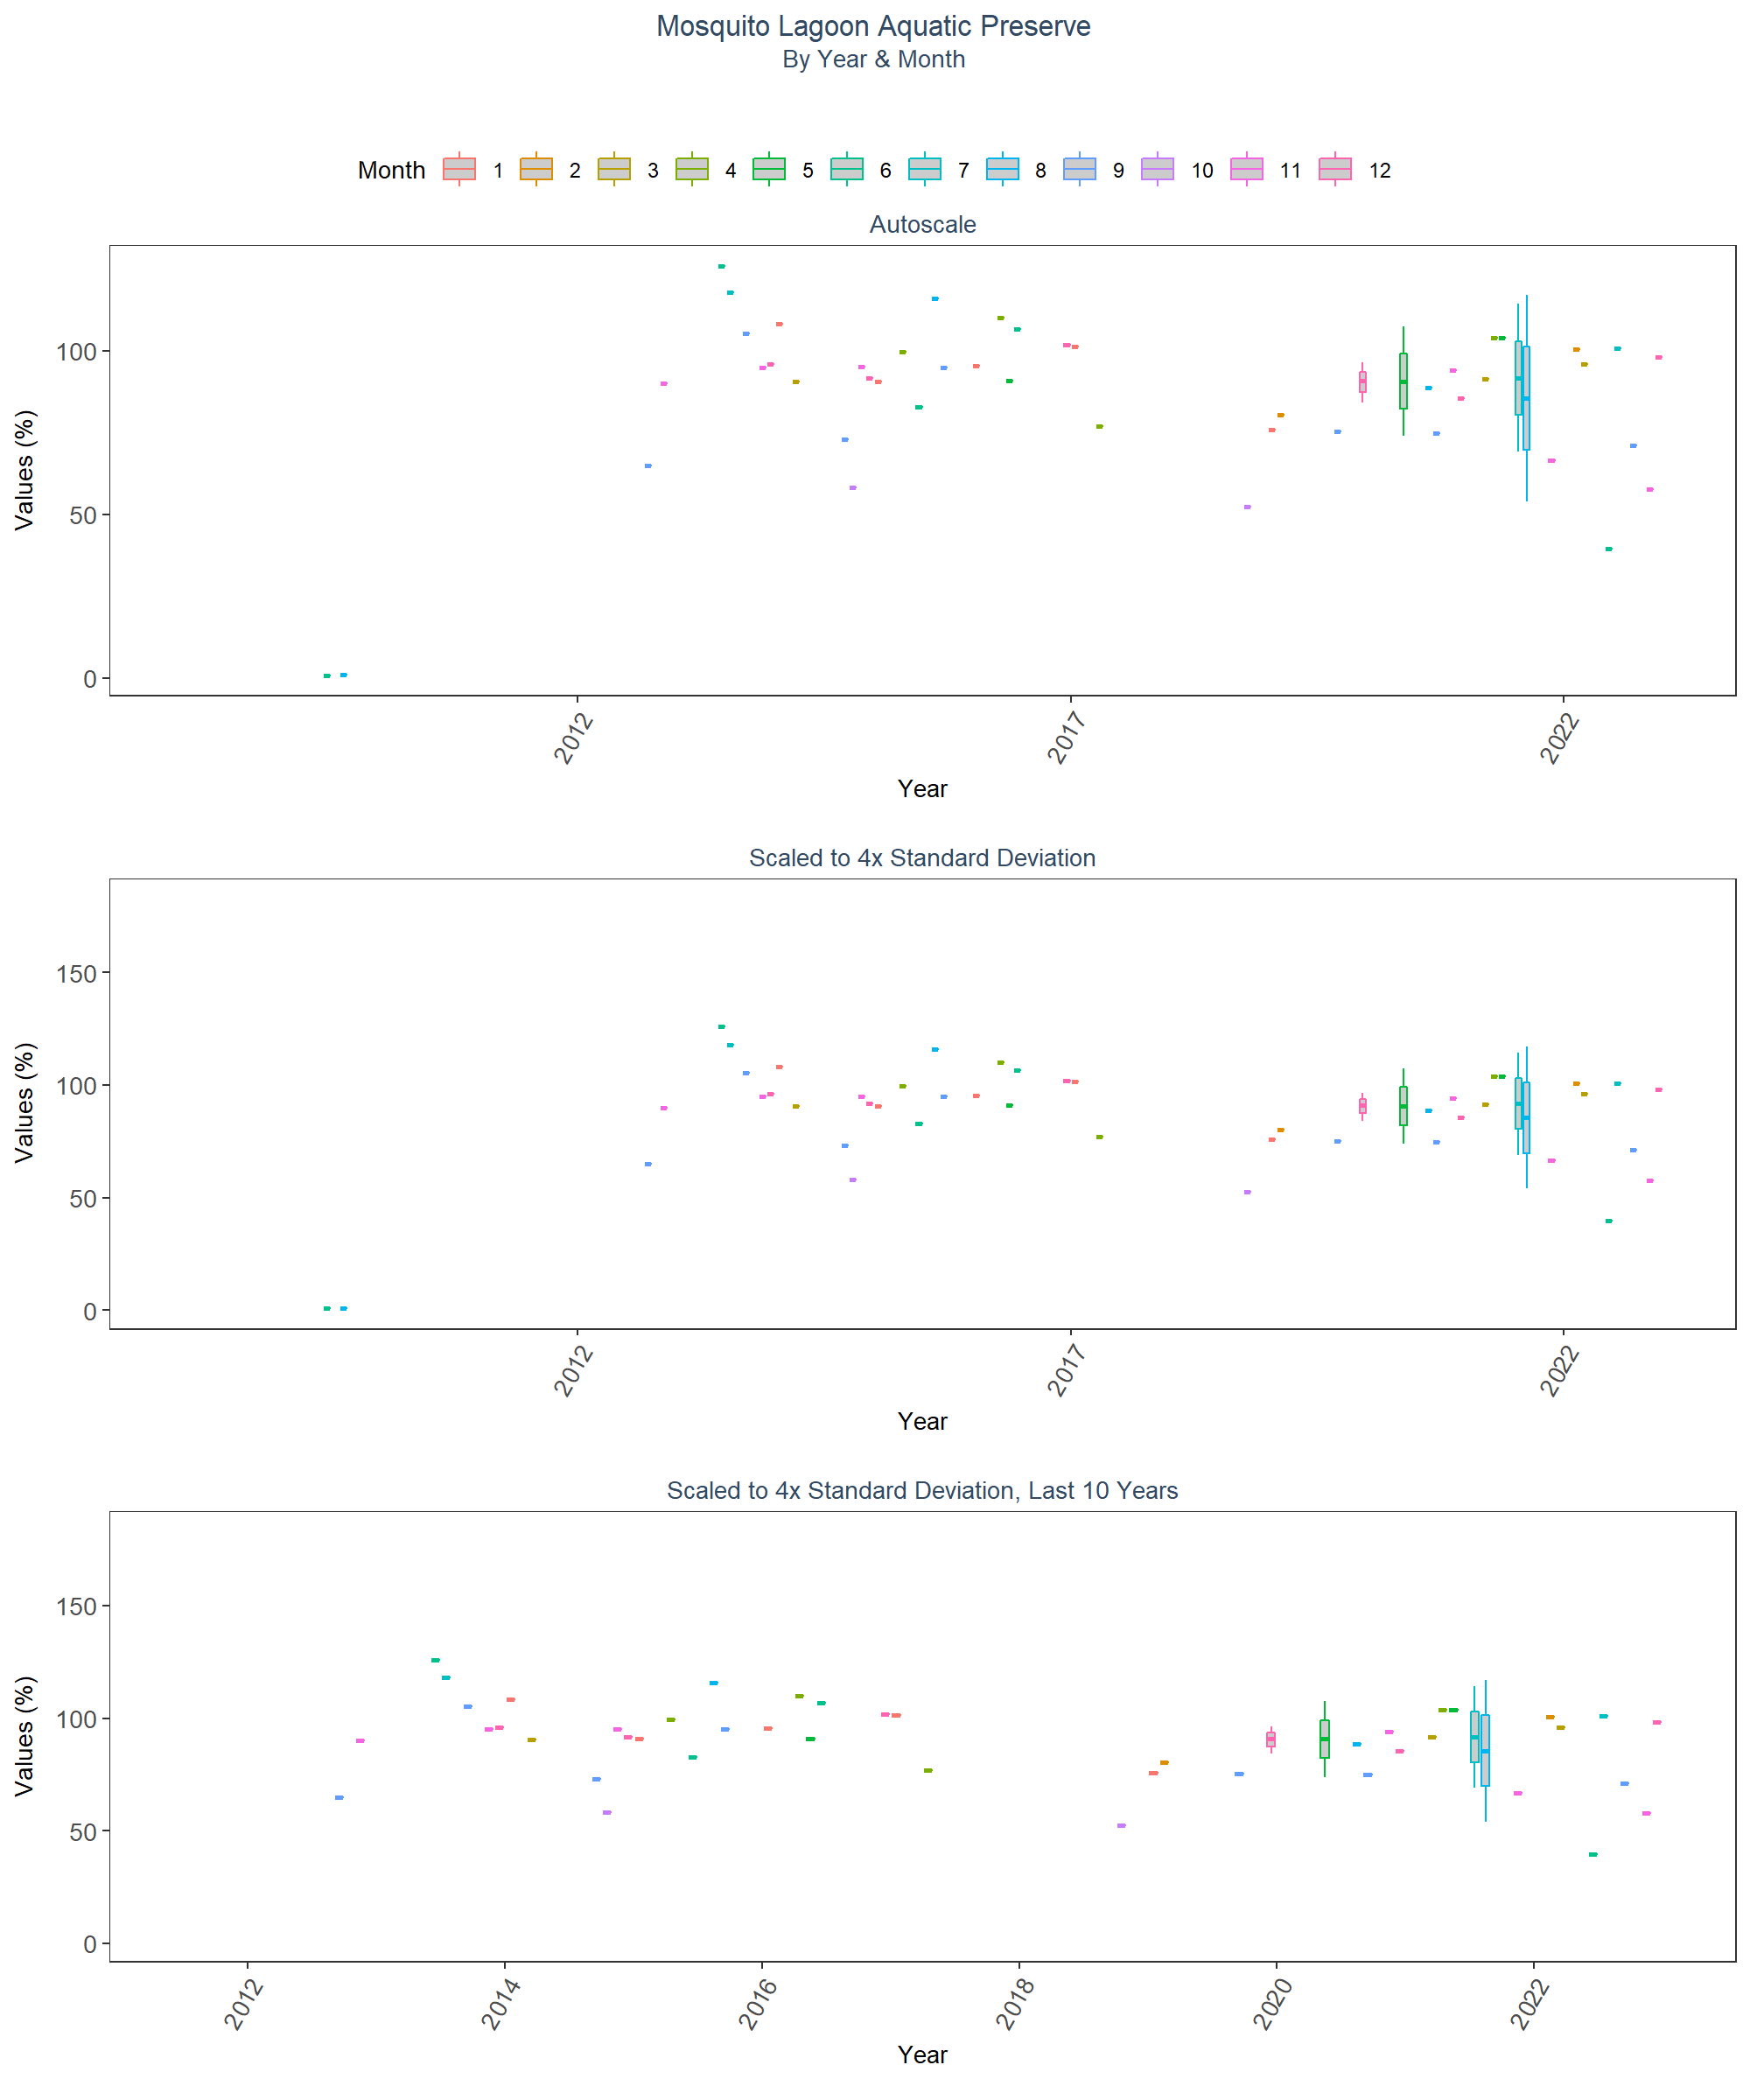 Mosquito Lagoon Aquatic Preserve
By Year & Month
Month 1 2 3 4 5 6 7 8 9 10 11 12
Autoscale
Values (%)
100
50
0
2012 2017 2022
Year
Scaled to 4x Standard Deviation
Values (%)
150
100
50
0
2012 2017 2022
Year
Scaled to 4x Standard Deviation, Last 10 Years
Values (%)
150
100
50
0
2012 2014 2016 2018 2020 2022
Year